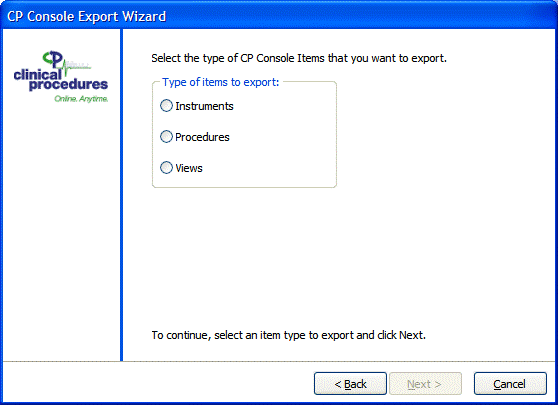 CP Console Export Wizard
CP
clinical
procedures
Online. Anytime.
Select the type of CP Console Items that you want to export.
Type of items to export:
Instruments
Procedures
Views
To continue, select an item type to export and click Next.
< Back
Next >
Cancel